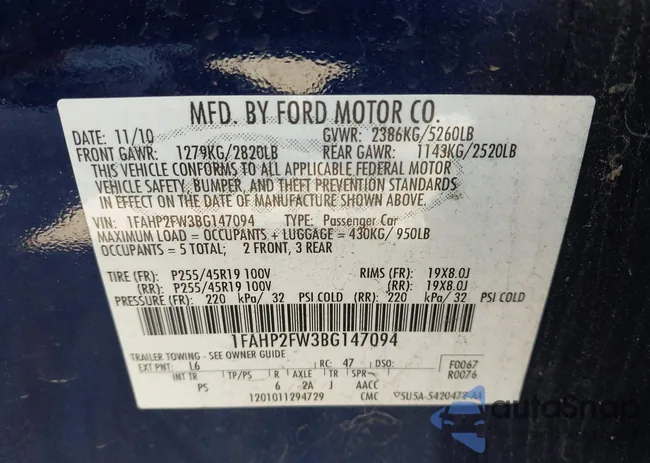 MFD. BY FORD MOTOR CO.
DATE: 11/10 GVWR: 2386KG/5260LB
FRONT GAWR: 1279KG/2820LB REAR GAWR: 1143KG/2520LB
THIS VEHICLE CONFORMS TO ALL APPLICABLE FEDERAL MOTOR
VEHICLE SAFETY, BUMPER, AND THEFT PREVENTION STANDARDS
IN EFFECT ON THE DATE OF MANUFACTURE SHOWN ABOVE.
VIN: 1FAHP2FW3BG147094 TYPE: Passenger Car
MAXIMUM LOAD = OCCUPANTS + LUGGAGE = 430KG/ 950LB
OCCUPANTS = 5 TOTAL; 2 FRONT, 3 REAR
TIRE (FR): P255/45R19 100V RIMS (FR): 19X8.0J
(RR): P255/45R19 100V (RR): 19X8.0J
PRESSURE (FR): 220 kPa/ 32 PSI COLD (RR): 220 kPa/ 32 PSI COLD
1FAHP2FW3BG147094
TRAILER TOWING - SEE OWNER GUIDE
EXT PNT: L6 RC: 47 DSO: F0067
R0076
INT TR TP/PS R AXLE TR SPR
PS 6 2A J AACC
1201011294729 CMC 5U5A-5420472-AA
autoSnap